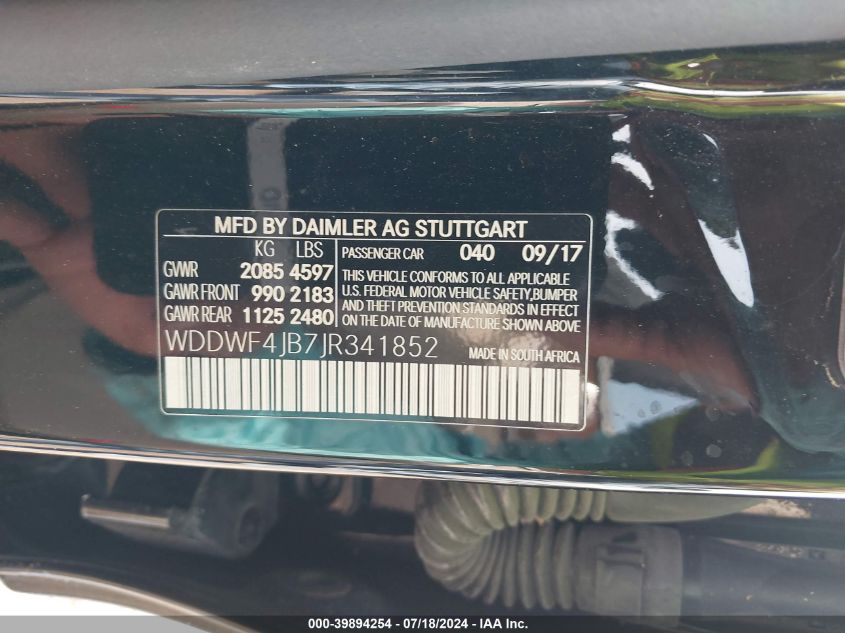 MFD BY DAIMLER AG STUTTGART
KG LBS
GVWR 2085 4597
GAWR FRONT 990 2183
GAWR REAR 1125 2480
PASSENGER CAR 040 09/17
THIS VEHICLE CONFORMS TO ALL APPLICABLE
U.S. FEDERAL MOTOR VEHICLE SAFETY,BUMPER
AND THEFT PREVENTION STANDARDS IN EFFECT
ON THE DATE OF MANUFACTURE SHOWN ABOVE
WDDWF4JB7JR341852 MADE IN SOUTH AFRICA
000-39894254 / 07/18/2024 - IAA Inc.